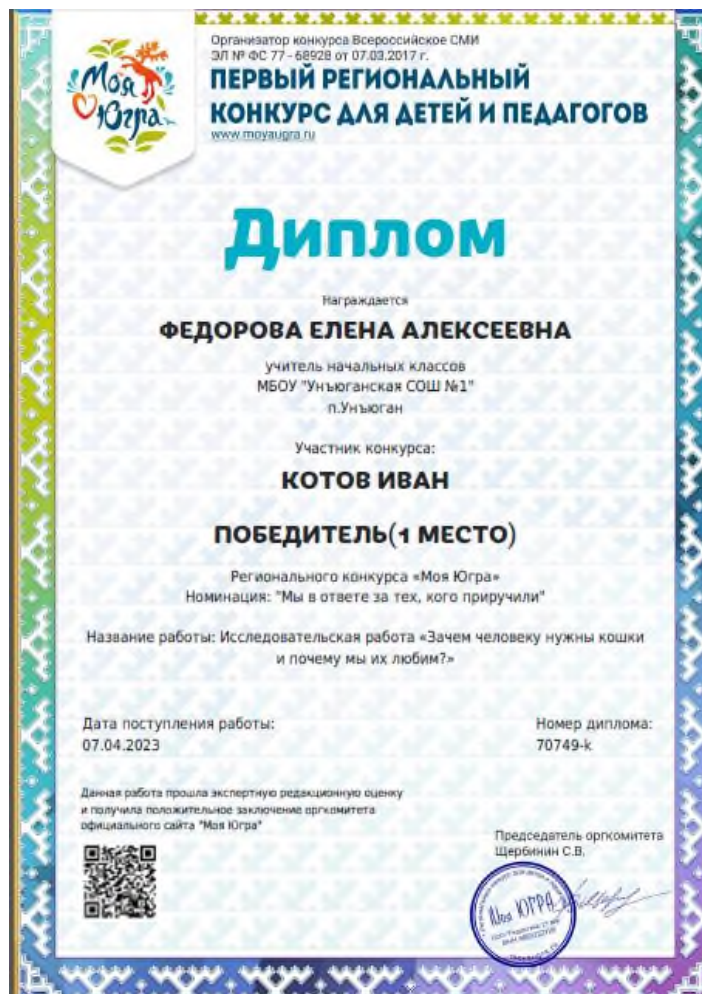 Моя Югра
Организатор конкурса Всероссийское СМИ
ЭЛ № ФС 77 - 68928 от 07.03.2017 г.
ПЕРВЫЙ РЕГИОНАЛЬНЫЙ
КОНКУРС ДЛЯ ДЕТЕЙ И ПЕДАГОГОВ
www.moyaugra.ru
Диплом
Награждается
ФЕДОРОВА ЕЛЕНА АЛЕКСЕЕВНА
учитель начальных классов
МБОУ "Унъюганская СОШ №1"
п.Унъюган
Участник конкурса:
КОТОВ ИВАН
ПОБЕДИТЕЛЬ(1 МЕСТО)
Регионального конкурса «Моя Югра»
Номинация: "Мы в ответе за тех, кого приручили"
Название работы: Исследовательская работа «Зачем человеку нужны кошки
и почему мы их любим?»
Дата поступления работы:
07.04.2023
Номер диплома:
70749-k
Данная работа прошла экспертную редакционную оценку
и получила положительное заключение оргкомитета
официального сайта "Моя Югра"
Председатель оргкомитета
Щербинин С.В.
Моя ЮГРА